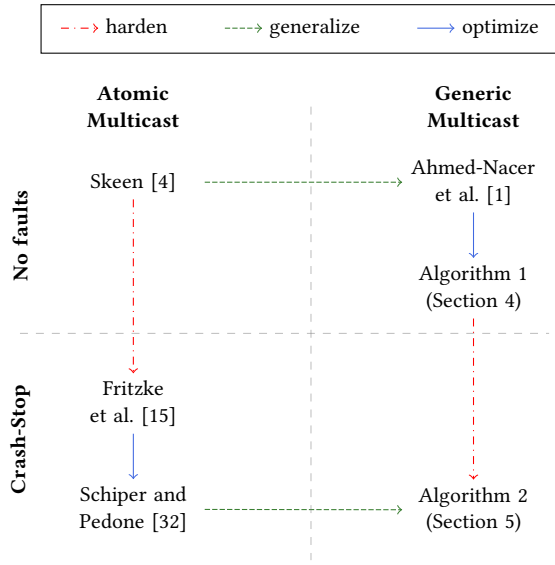 harden generalize optimize
Atomic Multicast
Generic Multicast
No faults
Skeen [4]
Ahmed-Nacer
et al. [1]
Algorithm 1
(Section 4)
Crash-Stop
Fritzke
et al. [15]
Schiper and
Pedone [32]
Algorithm 2
(Section 5)